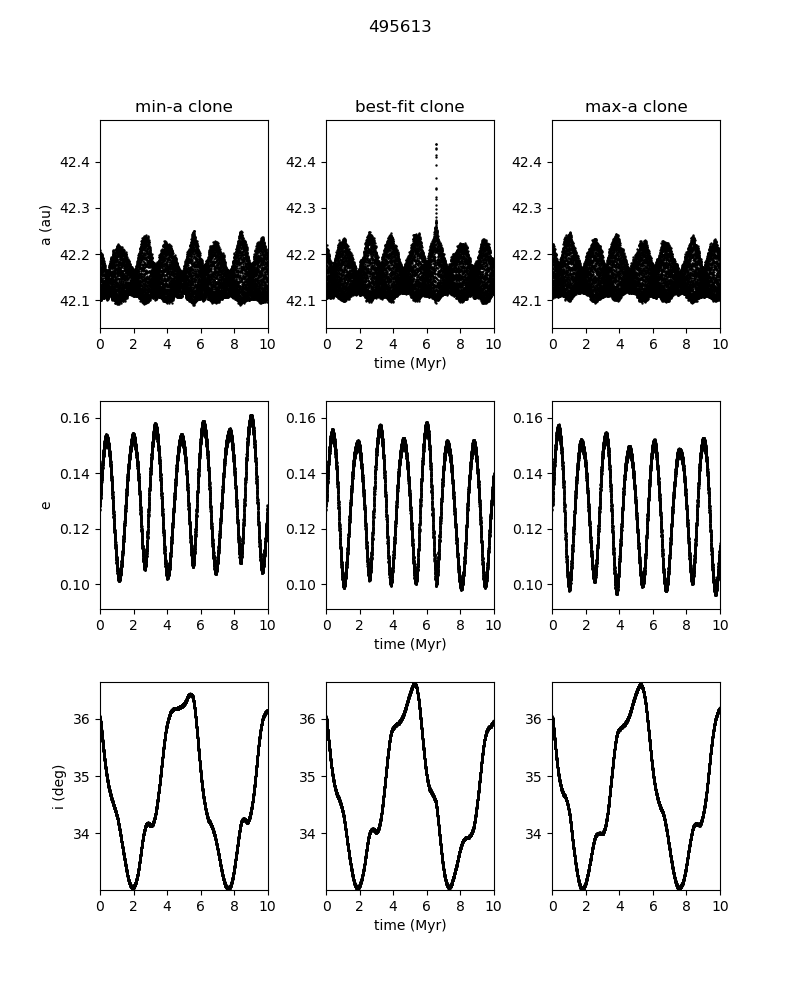 495613
min-a clone best-fit clone max-a clone
a (au)
42.4 42.4 42.4
42.3 42.3 42.3
42.2 42.2 42.2
42.1 42.1 42.1
0 2 4 6 8 10 0 2 4 6 8 10 0 2 4 6 8 10
time (Myr)
e
0.16 0.16 0.16
0.14 0.14 0.14
0.12 0.12 0.12
0.10 0.10 0.10
0 2 4 6 8 10 0 2 4 6 8 10 0 2 4 6 8 10
time (Myr)
i (deg)
36 36 36
35 35 35
34 34 34
0 2 4 6 8 10 0 2 4 6 8 10 0 2 4 6 8 10
time (Myr)